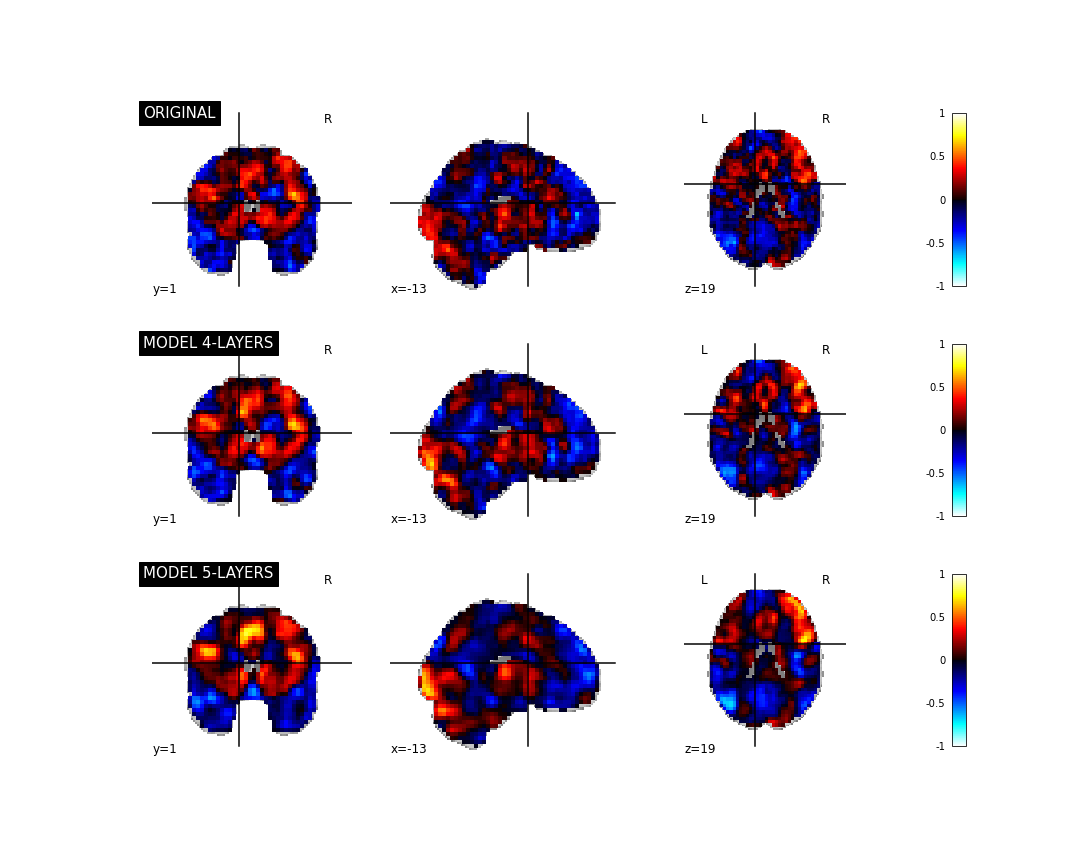 ORIGINAL
R
L
R
1
0.5
0
-0.5
-1
y=1
x=-13
z=19
MODEL 4-LAYERS
R
L
R
1
0.5
0
-0.5
-1
y=1
x=-13
z=19
MODEL 5-LAYERS
R
L
R
1
0.5
0
-0.5
-1
y=1
x=-13
z=19